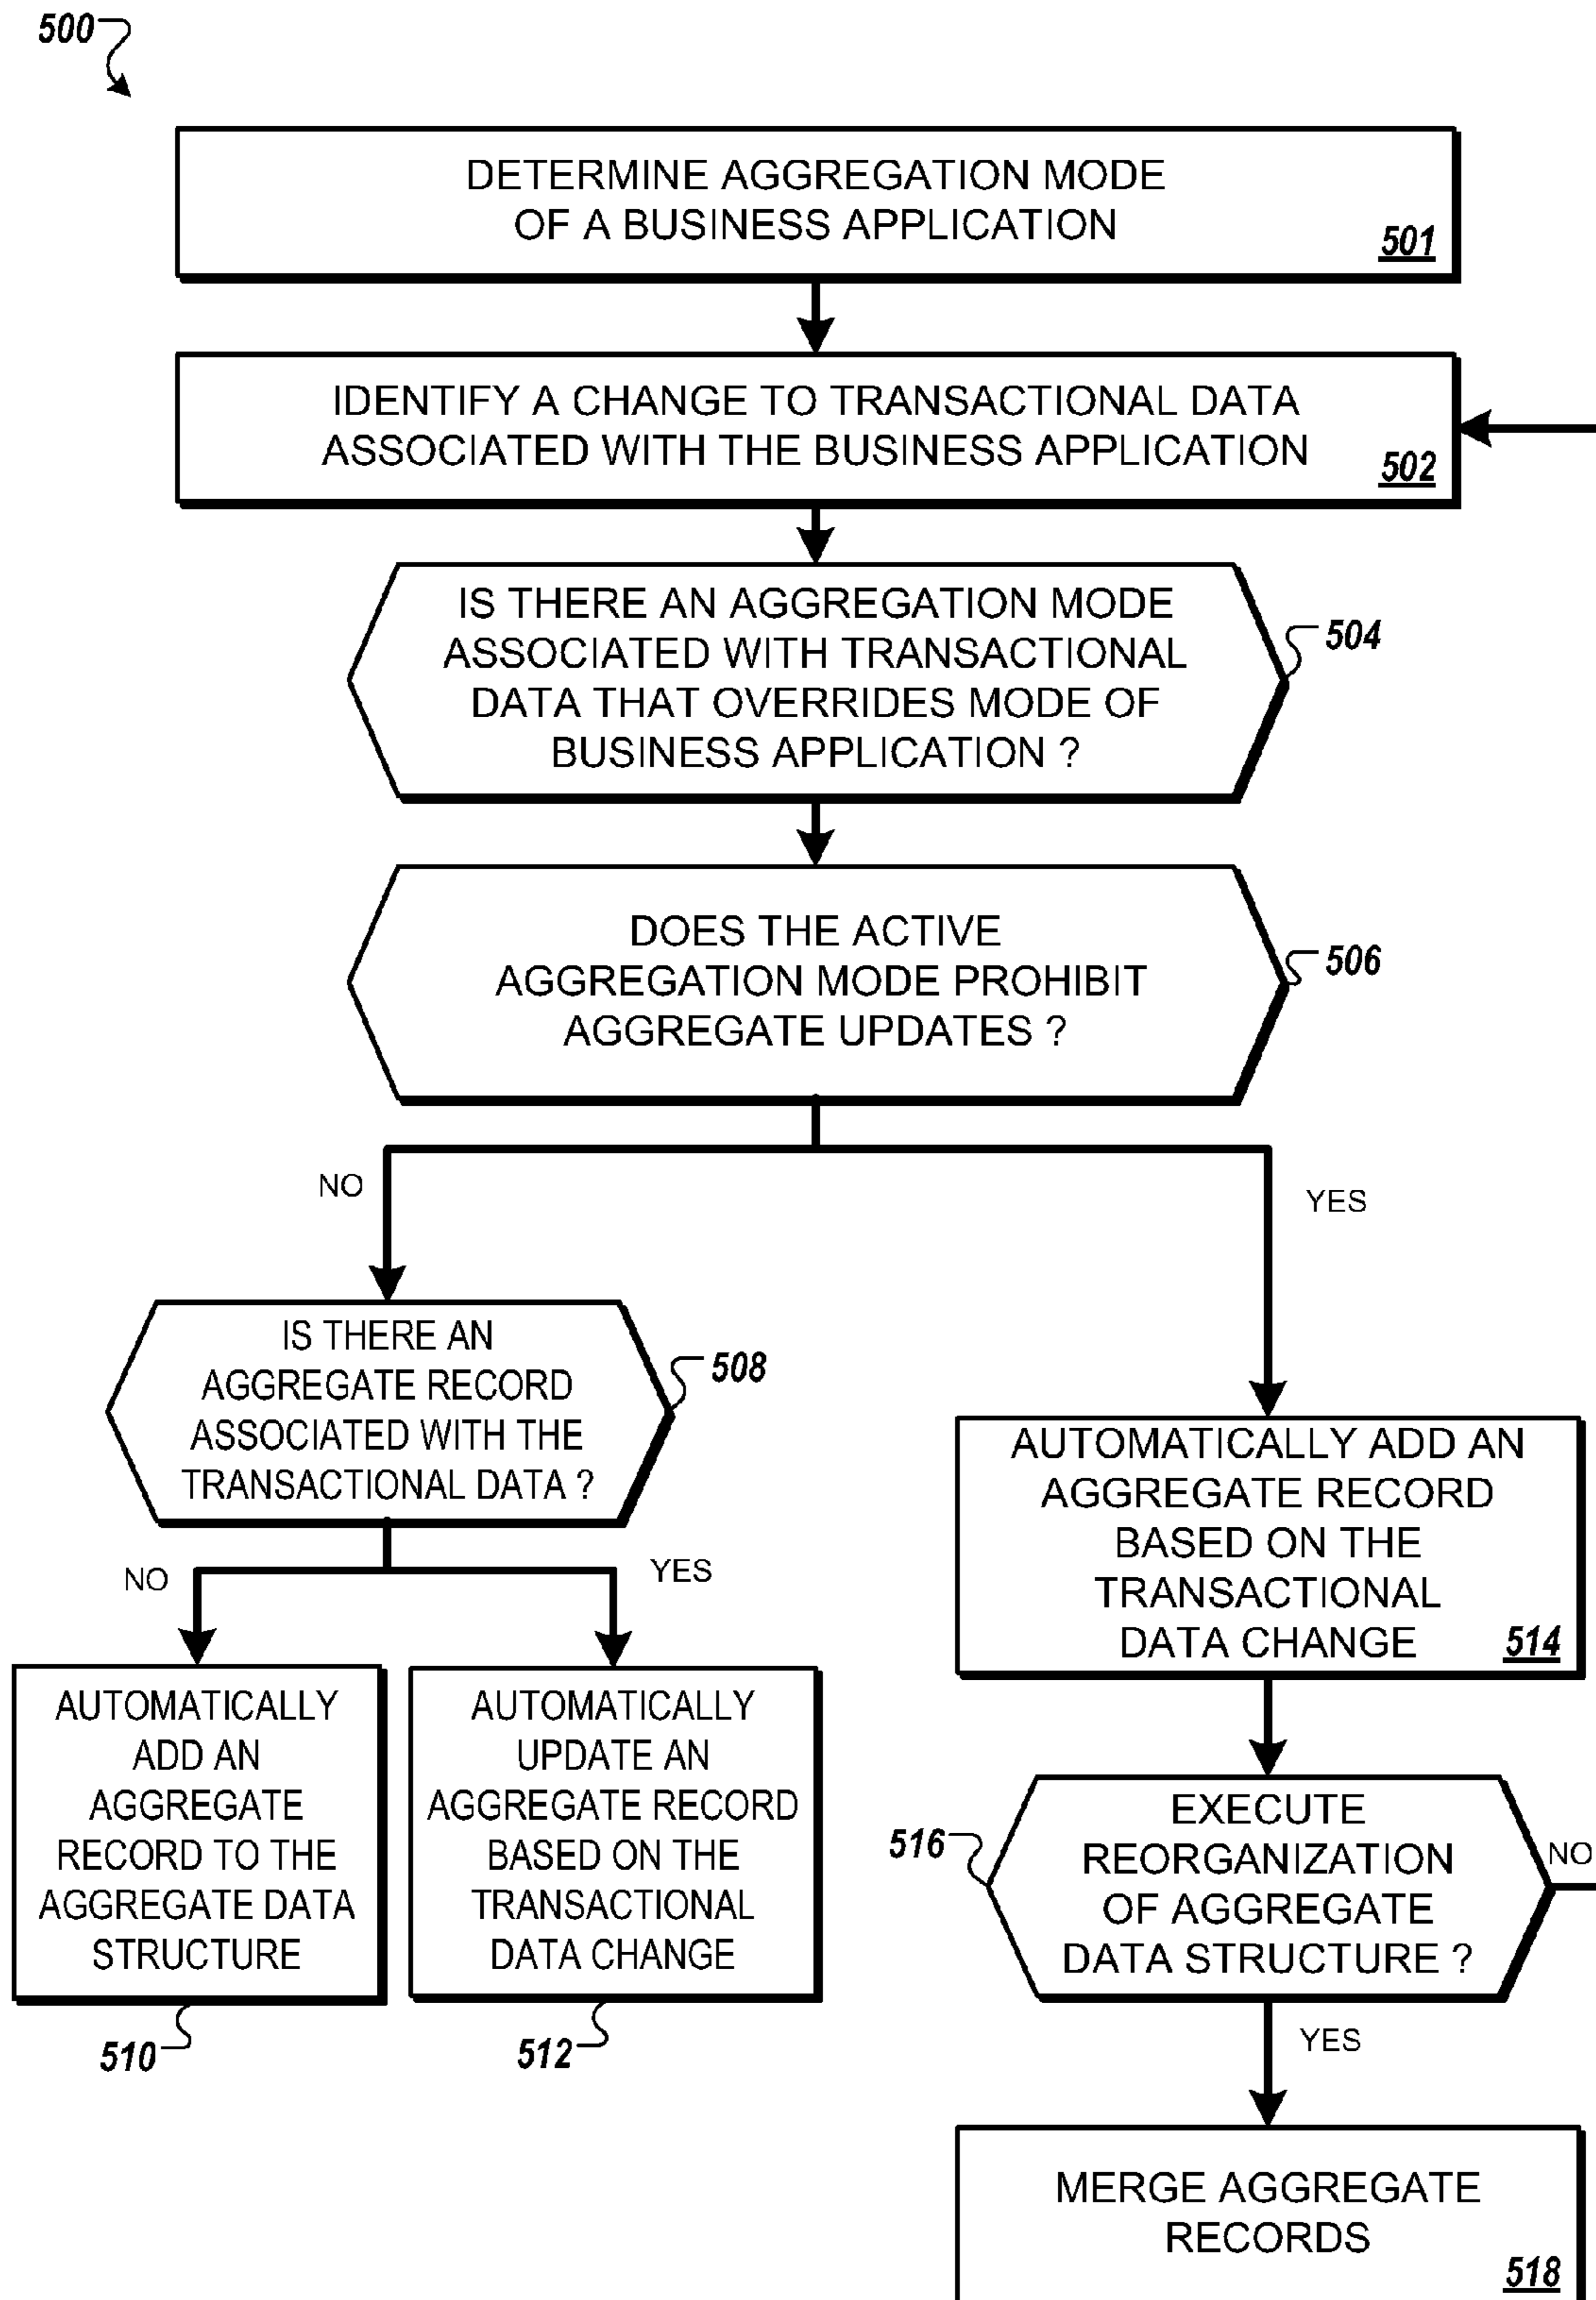 500
DETERMINE AGGREGATION MODE
OF A BUSINESS APPLICATION
501
IDENTIFY A CHANGE TO TRANSACTIONAL DATA
ASSOCIATED WITH THE BUSINESS APPLICATION
502
IS THERE AN AGGREGATION MODE
ASSOCIATED WITH TRANSACTIONAL
DATA THAT OVERRIDES MODE OF
BUSINESS APPLICATION ?
504
DOES THE ACTIVE
AGGREGATION MODE PROHIBIT
AGGREGATE UPDATES ?
506
NO
YES
IS THERE AN
AGGREGATE RECORD
ASSOCIATED WITH THE
TRANSACTIONAL DATA ?
508
NO
YES
AUTOMATICALLY
ADD AN
AGGREGATE
RECORD TO THE
AGGREGATE DATA
STRUCTURE
510
AUTOMATICALLY
UPDATE AN
AGGREGATE RECORD
BASED ON THE
TRANSACTIONAL
DATA CHANGE
512
AUTOMATICALLY ADD AN
AGGREGATE RECORD
BASED ON THE
TRANSACTIONAL
DATA CHANGE
514
EXECUTE
REORGANIZATION
OF AGGREGATE
DATA STRUCTURE ?
516
NO
YES
MERGE AGGREGATE
RECORDS
518